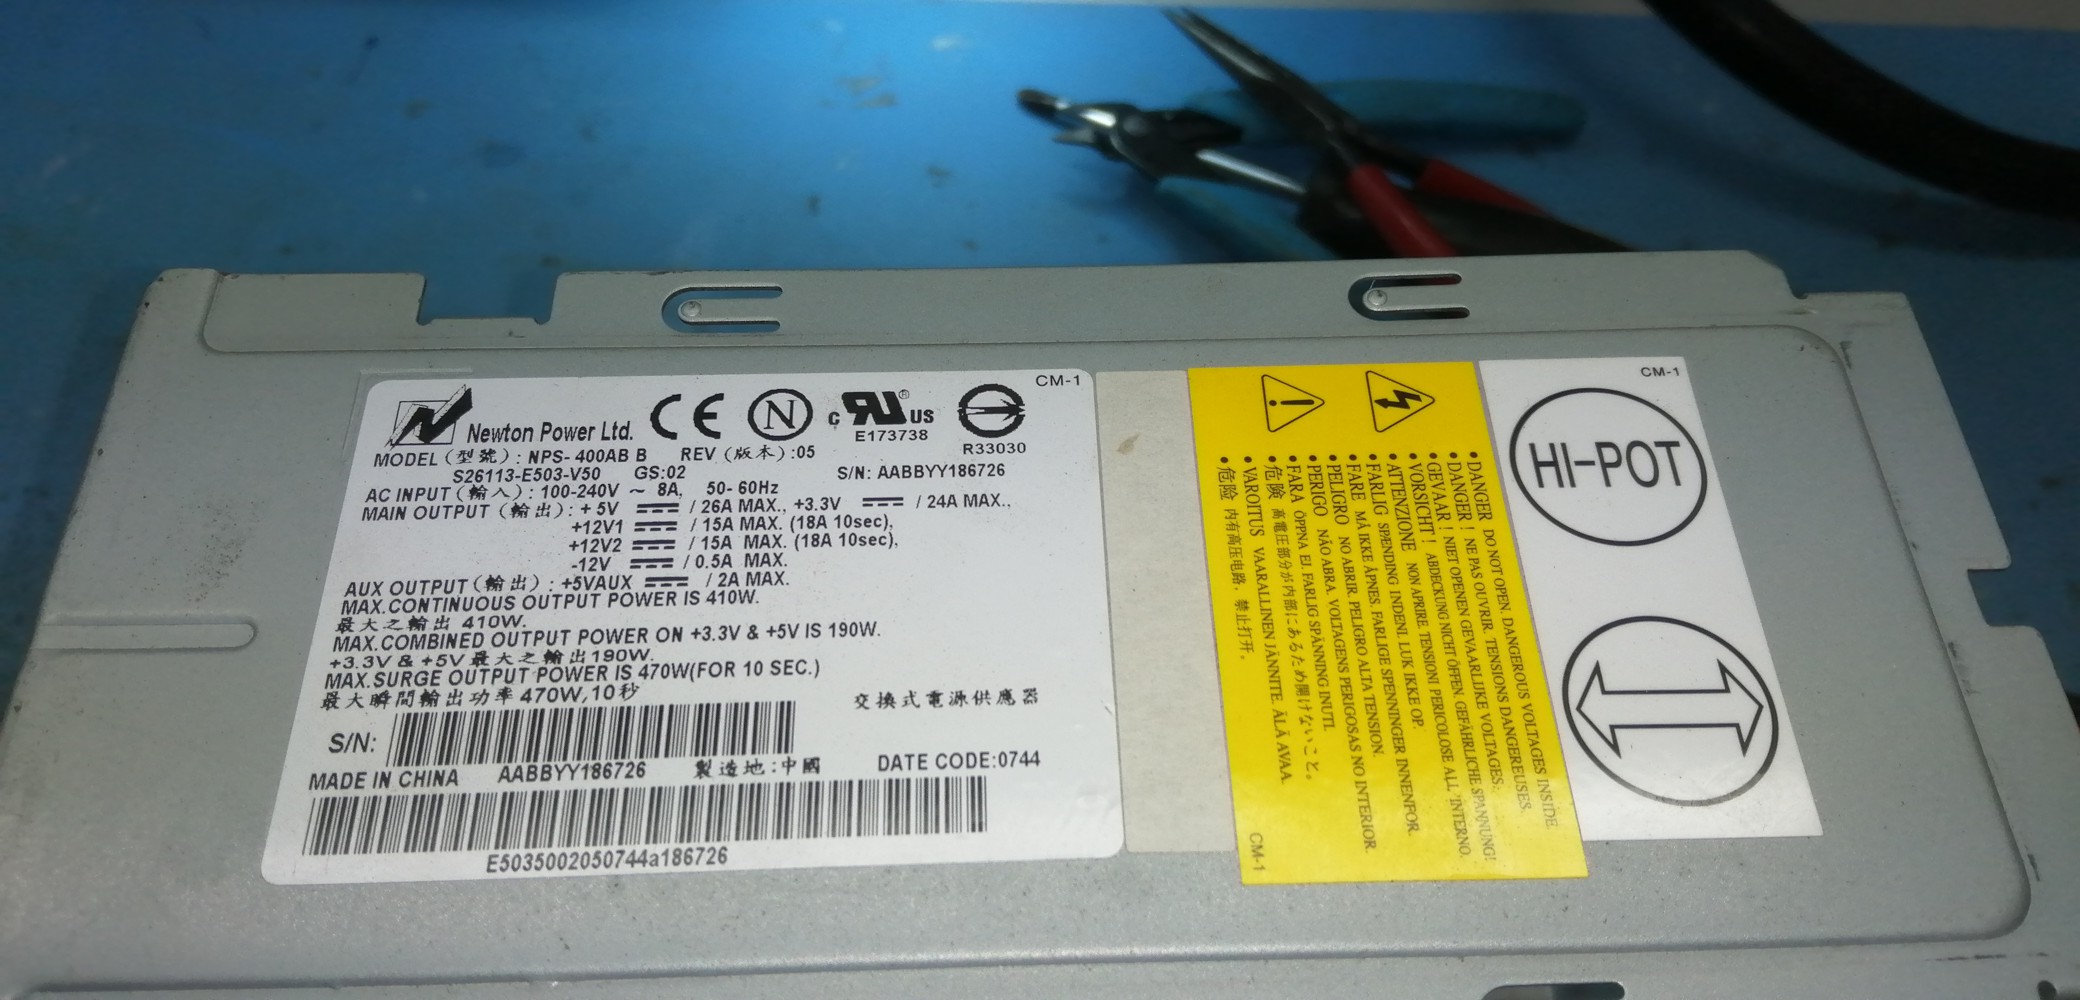 CM-1
Newton Power Ltd.
CE
N
c RU® US
E173738
R33030
MODEL (型號): NPS-400AB B REV (版本):05
S26113-E503-V50 GS:02 S/N: AABBYY186726
AC INPUT (輸入): 100-240V ~ 8A, 50-60Hz
MAIN OUTPUT (輸出): +5V / 26A MAX., +3.3V / 24A MAX.,
+12V1 / 15A MAX. (18A 10sec),
+12V2 / 15A MAX. (18A 10sec),
-12V / 0.5A MAX.
AUX OUTPUT (輸出): +5VAUX / 2A MAX.
MAX.CONTINUOUS OUTPUT POWER IS 410W.
最大之輸出 410W.
MAX.COMBINED OUTPUT POWER ON +3.3V & +5V IS 190W.
+3.3V & +5V 最大之輸出190W.
MAX.SURGE OUTPUT POWER IS 470W(FOR 10 SEC.)
最大瞬間輸出功率 470W,10秒
交換式電源供應器
S/N:
MADE IN CHINA AABBYY186726 製造地:中國 DATE CODE:0744
E5035002050744a186726
•DANGER DO NOT OPEN. DANGEROUS VOLTAGES INSIDE.
•DANGER ! NE PAS OUVRIR. TENSIONS DANGEREUSES.
•GEVAAR ! NIET OPENEN GEVAARLIJKE VOLTAGES.
•VORSICHT ! ABDECKUNG NICHT ÖFFEN. GEFÄHRLICHE SPANNUNG!
•ATTENZIONE NON APRIRE. TENSIONI PERICOLOSE ALL 'INTERNO.
•FARLIG SPENDING INDENI. LUK IKKE OP.
•FARE MÅ IKKE ÅPNES. FARLIGE SPENNINGER INNENFOR.
•PELIGRO NO ABRIR. PELIGRO ALTA TENSION.
•PERIGO NÃO ABRA. VOLTAGENS PERIGOSAS NO INTERIOR.
•FARA ÖPPNA EJ. FARLIG SPÄNNING INUTI.
•危険 高電圧部分が内部にあるため開けないこと。
•VAROITUS VAARALLINEN JÄNNITE. ÄLÄ AVAA.
•危险 内有高压电路，禁止打开。
CM-1
CM-1
HI-POT